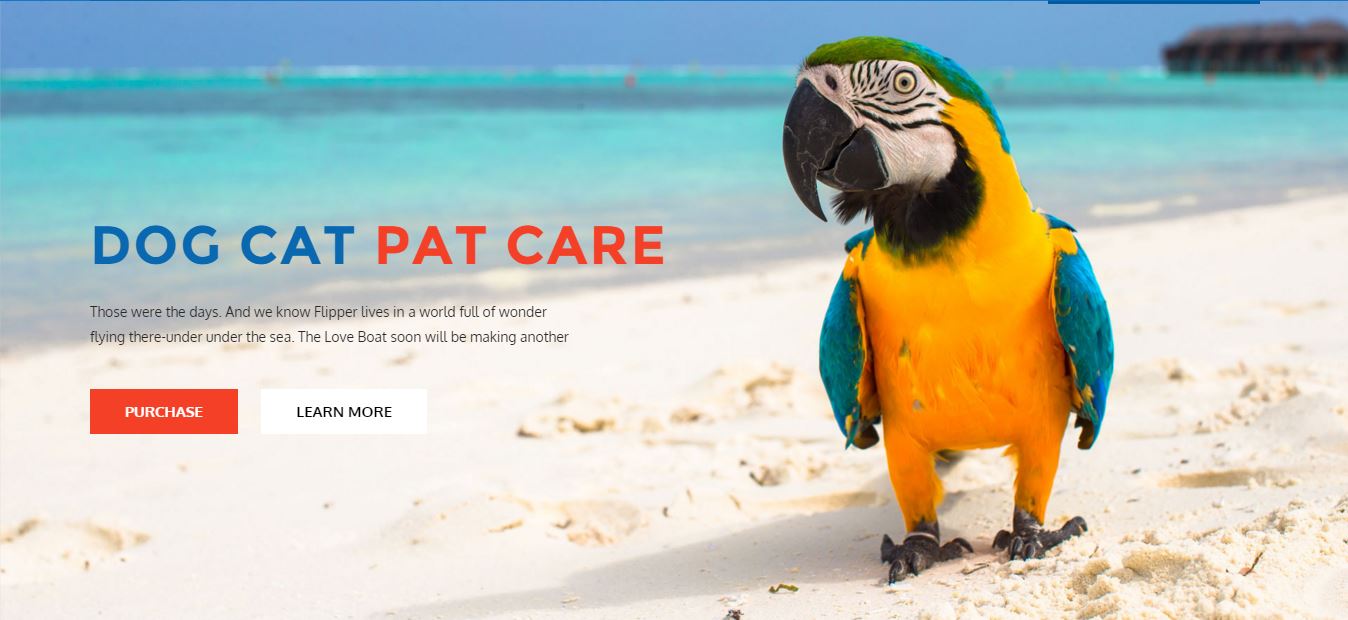 DOG CAT PAT CARE
Those were the days. And we know Flipper lives in a world full of wonder
flying there-under under the sea. The Love Boat soon will be making another
PURCHASE
LEARN MORE